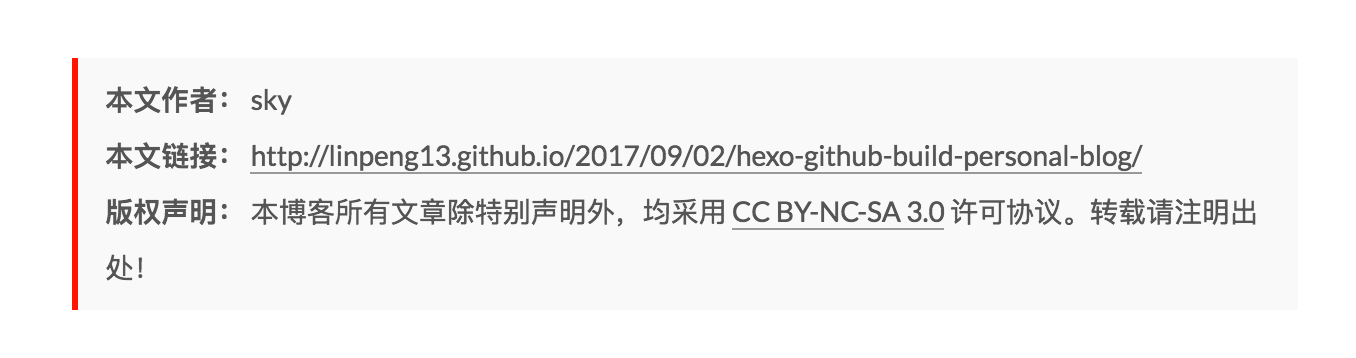 本文作者： sky
本文链接： http://linpeng13.github.io/2017/09/02/hexo-github-build-personal-blog/
版权声明： 本博客所有文章除特别声明外，均采用 CC BY-NC-SA 3.0 许可协议。转载请注明出
处！